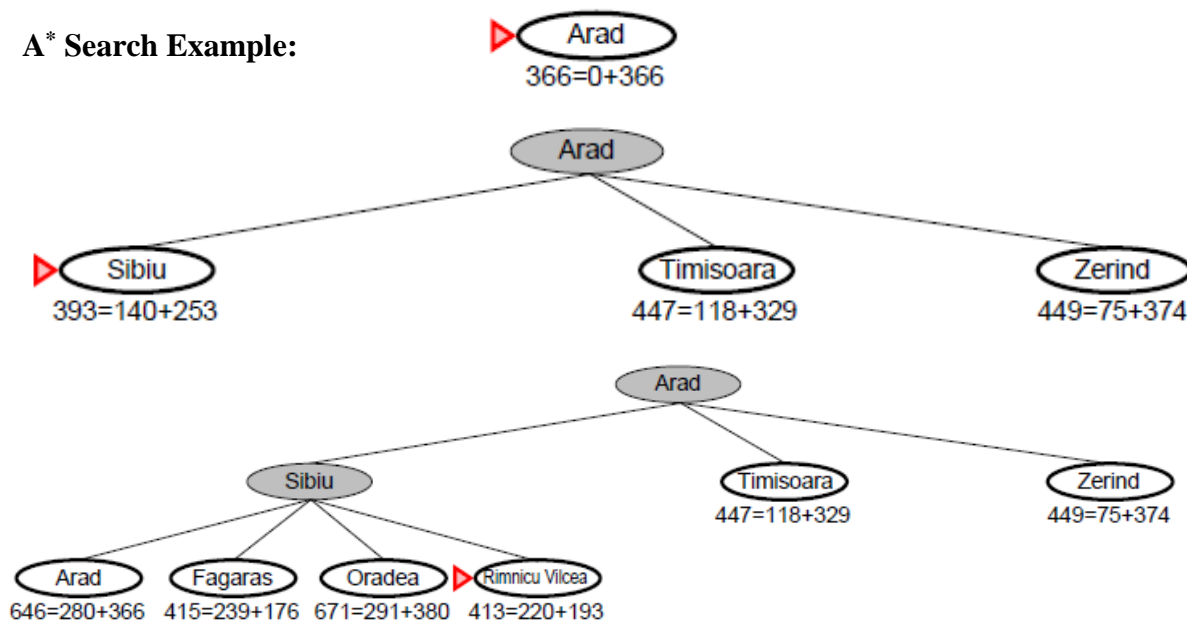 A* Search Example:
Arad
366=0+366
Arad
Sibiu Timisoara Zerind
393=140+253 447=118+329 449=75+374
Arad
Sibiu Timisoara Zerind
447=118+329 449=75+374
Arad Fagaras Oradea Rimnicu Vilcea
646=280+366 415=239+176 671=291+380 413=220+193